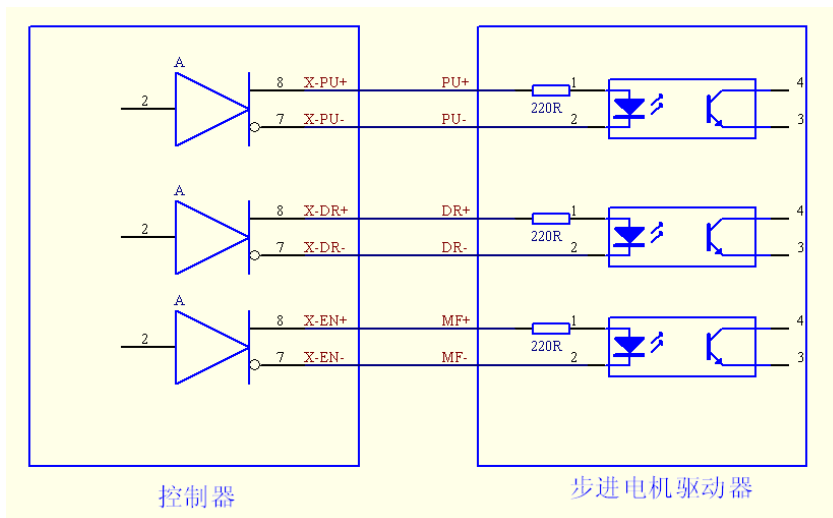 A
2 8 X-PU+ PU+ 220R 1 4
7 X-PU- PU- 2 3
A
2 8 X-DR+ DR+ 220R 1 4
7 X-DR- DR- 2 3
A
2 8 X-EN+ MF+ 220R 1 4
7 X-EN- MF- 2 3
控制器
步进电机驱动器